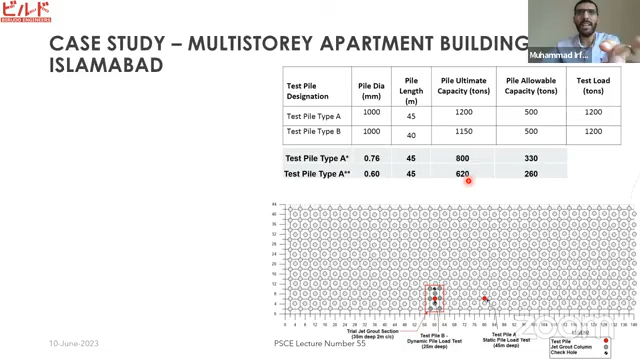 ビルド
BIRUDO ENGINEERS
Muhammad Irf...
CASE STUDY – MULTISTOREY APARTMENT BUILDING
ISLAMABAD
Test Pile Designation Pile Dia (mm) Pile Length (m) Pile Ultimate Capacity (tons) Pile Allowable Capacity (tons) Test Load (tons)
Test Pile Type A 1000 45 1200 500 1200
Test Pile Type B 1000 40 1150 500 1200
Test Pile Type A* 0.76 45 800 330
Test Pile Type A** 0.60 45 620 260
Trial Jet Grout Section
(30m deep 2m c/c)
Test Pile B -
Dynamic Pile Load Test
(25m deep)
Test Pile A
Static Pile Load Test
(45m deep)
LEGEND
Test Pile
Jet Grout Column
Check Hole
zoom
10-June-2023
PSCE Lecture Number 55